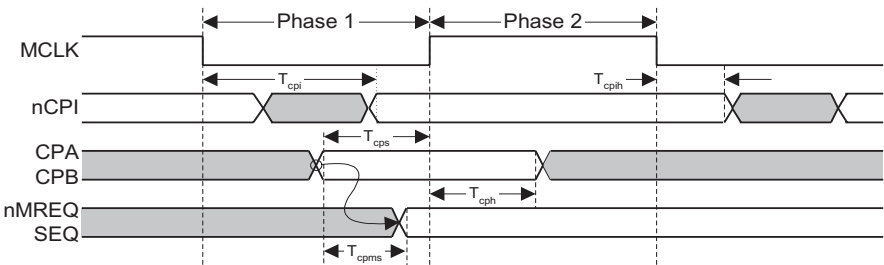 Phase 1
Phase 2
MCLK
Tcpi
Tcpih
nCPI
Tcps
CPA
CPB
Tcph
nMREQ
SEQ
Tcpms